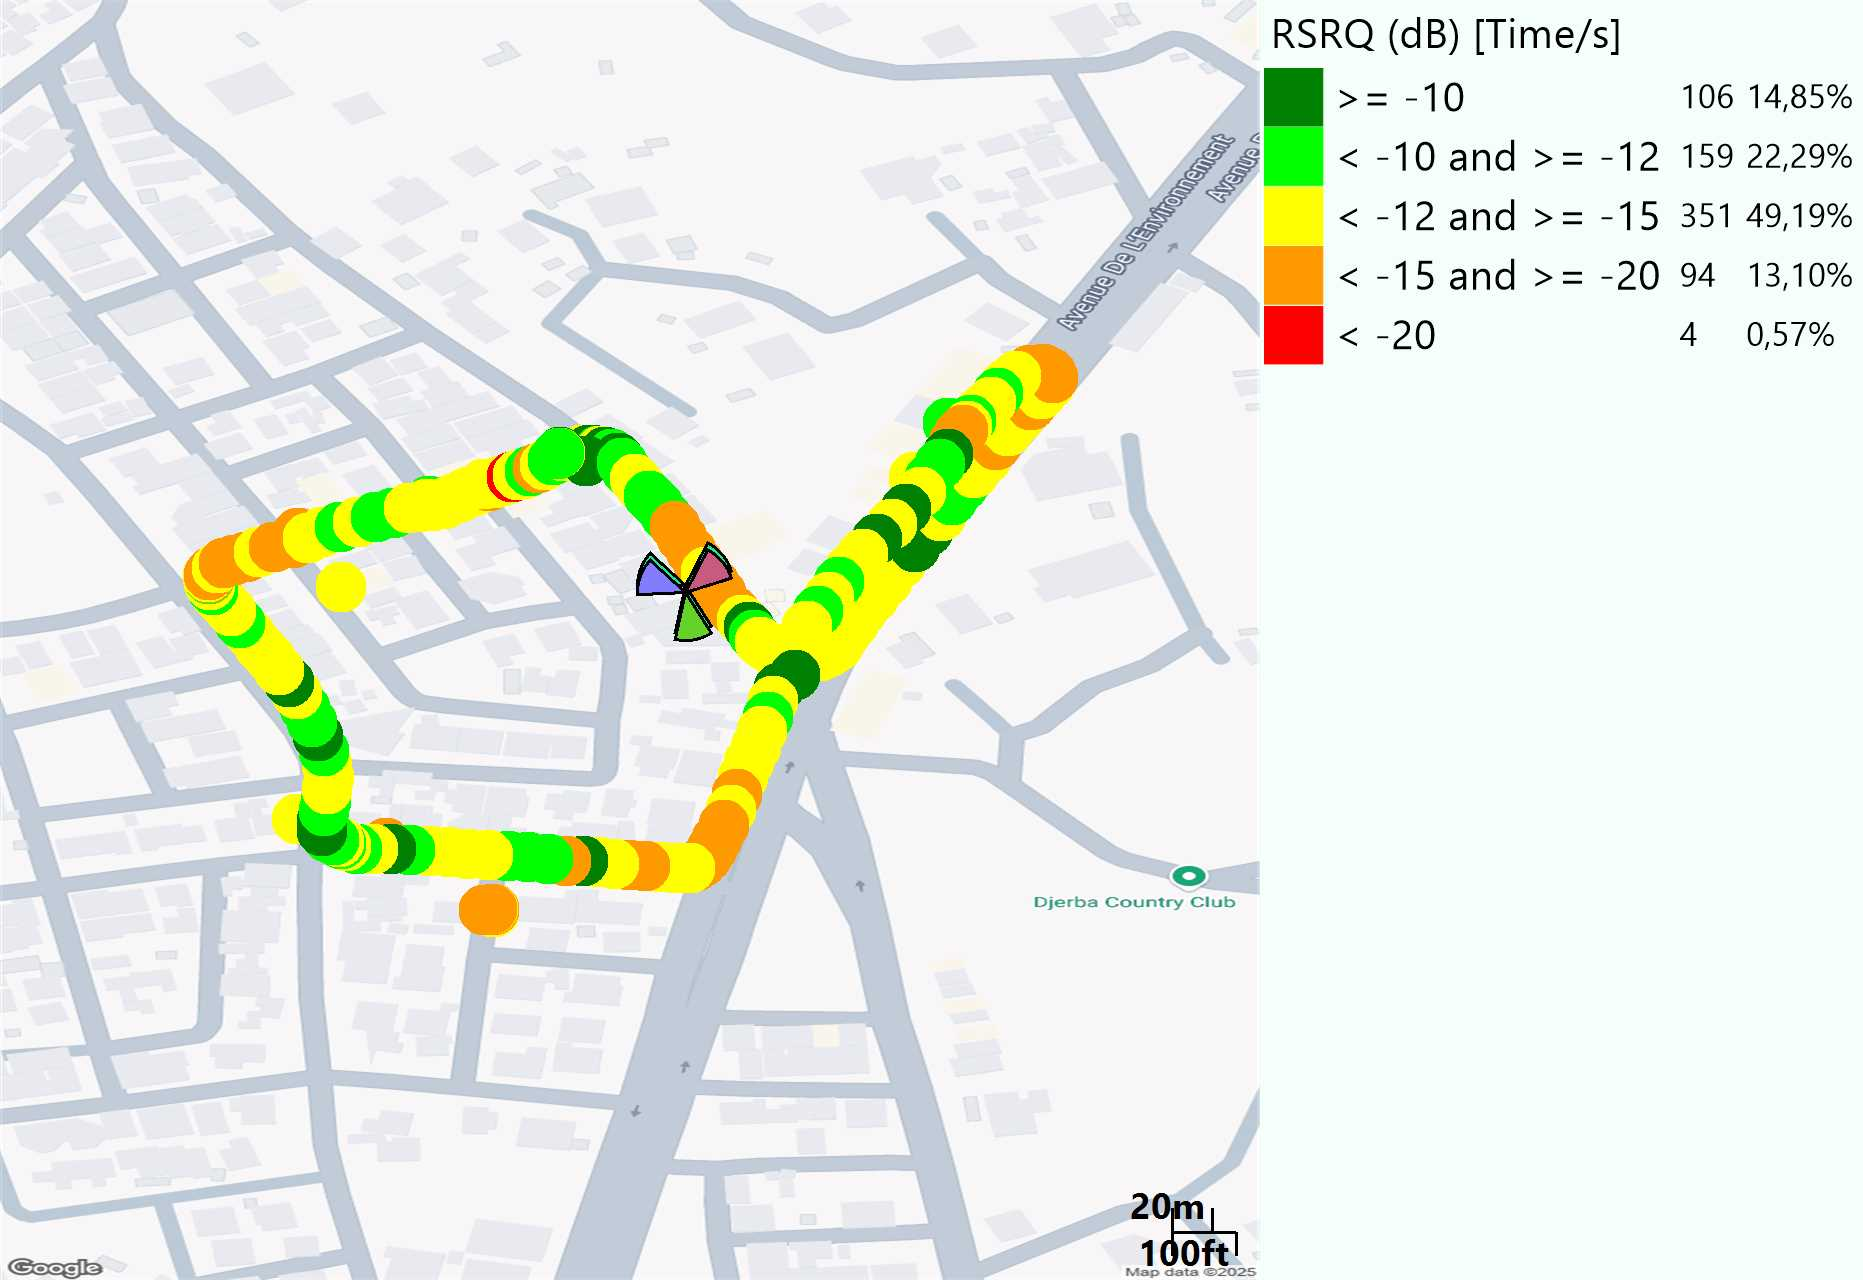 RSRQ (dB) [Time/s]
>= -10 106 14,85%
< -10 and >= -12 159 22,29%
< -12 and >= -15 351 49,19%
< -15 and >= -20 94 13,10%
< -20 4 0,57%
Avenue De L'Environnement
Avenue
Djerba Country Club
20m
100ft
Google
Map data ©2025